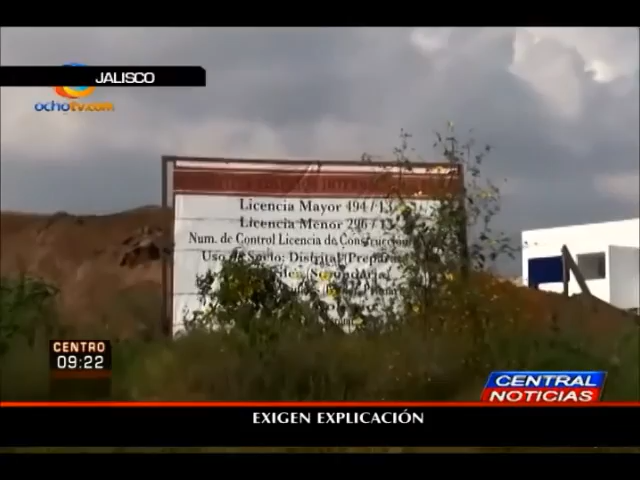 JALISCO
ochotv.com
Licencia Mayor 494 / 13
Licencia Menor 296 / 13
Num. de Control Licencia de Construccion
Uso de Suelo: Distrital
CENTRO
09:22
CENTRAL
NOTICIAS
EXIGEN EXPLICACIÓN